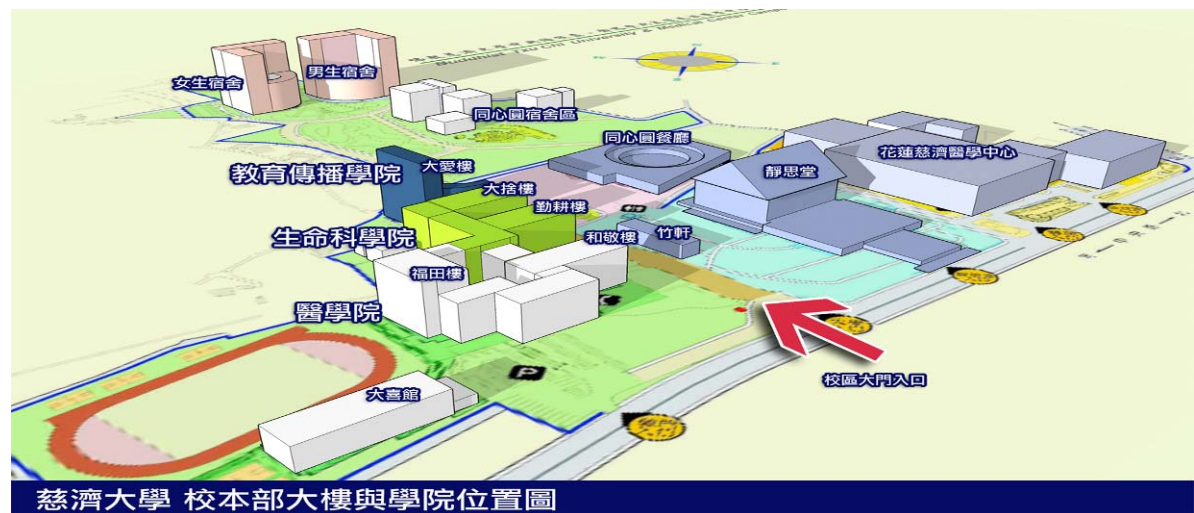 女生宿舍
男生宿舍
同心圓宿舍區
同心圓餐廳
花蓮慈濟醫學中心
教育傳播學院
大愛樓
靜思堂
大捨樓
勤耕樓
生命科學院
和敬樓
竹軒
福田樓
醫學院
P
校區大門入口
大喜館
慈濟大學 校本部大樓與學院位置圖